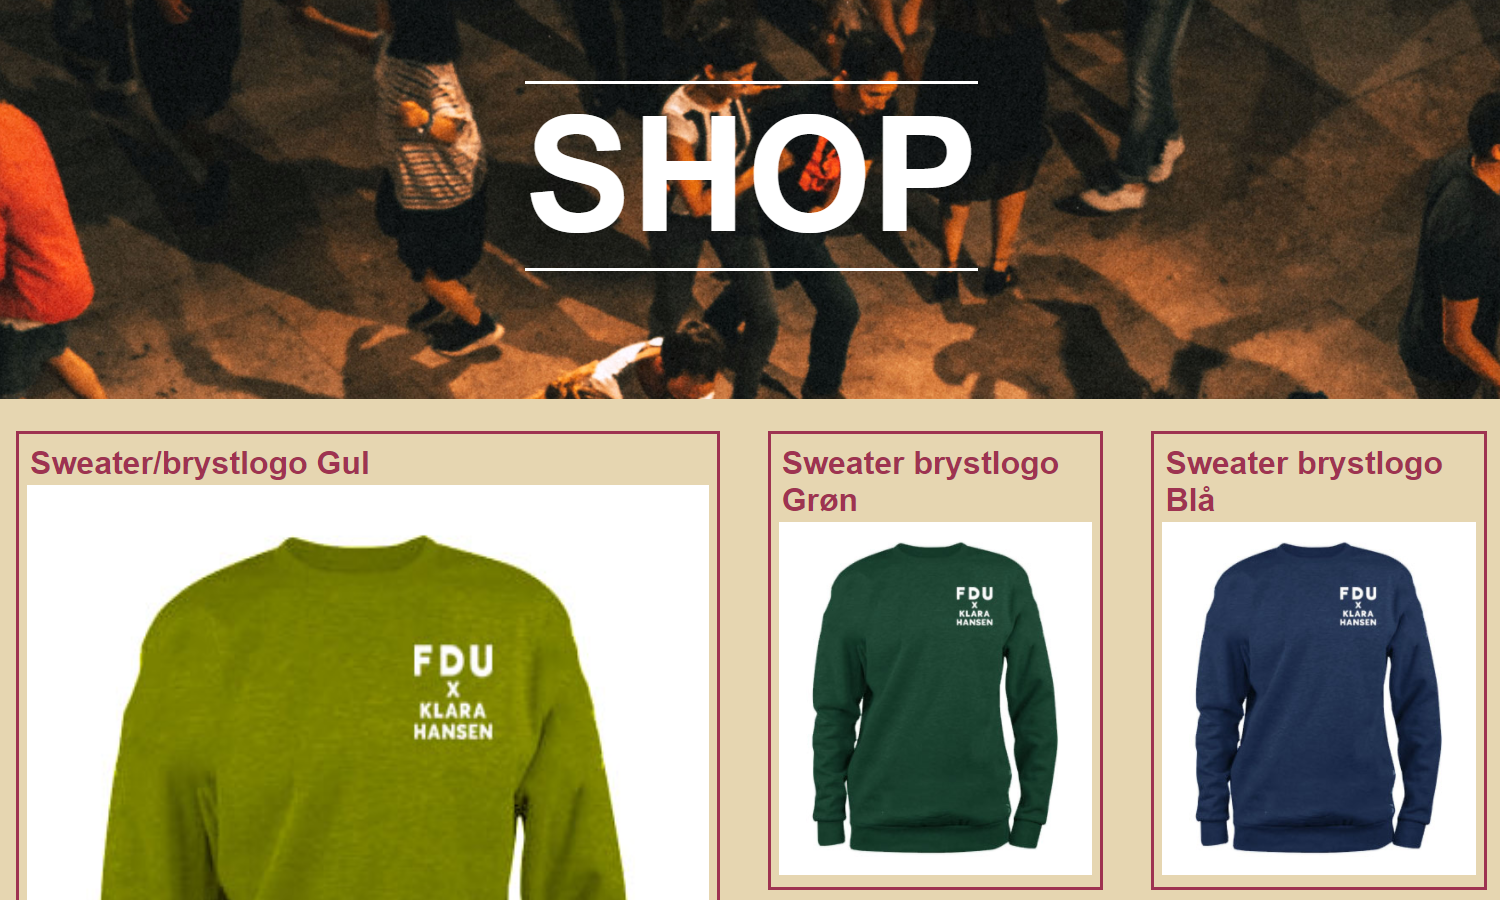 SHOP
Sweater/brystlogo Gul
FDU
X
KLARA
HANSEN
Sweater brystlogo
Grøn
FDU
X
KLARA
HANSEN
Sweater brystlogo
Blå
FDU
X
KLARA
HANSEN